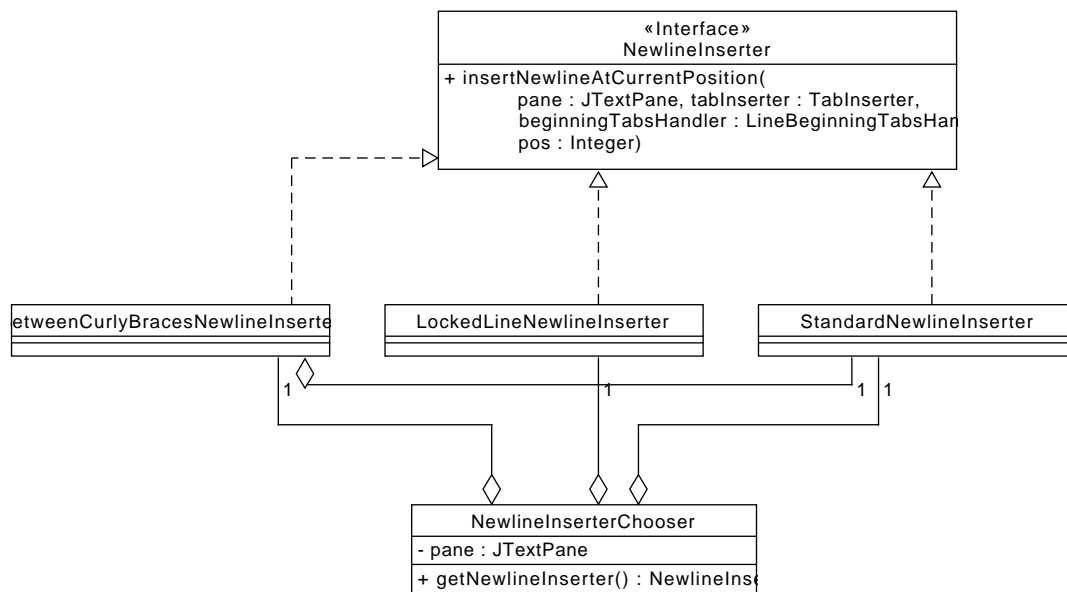 «Interface»
NewlineInserter
+ insertNewlineAtCurrentPosition(
pane : JTextPane, tabInserter : TabInserter,
beginningTabsHandler : LineBeginningTabsHan
pos : Integer)
etweenCurlyBracesNewlineInserte
LockedLineNewlineInserter
StandardNewlineInserter
1
1
1
1
NewlineInserterChooser
- pane : JTextPane
+ getNewlineInserter() : NewlineInse